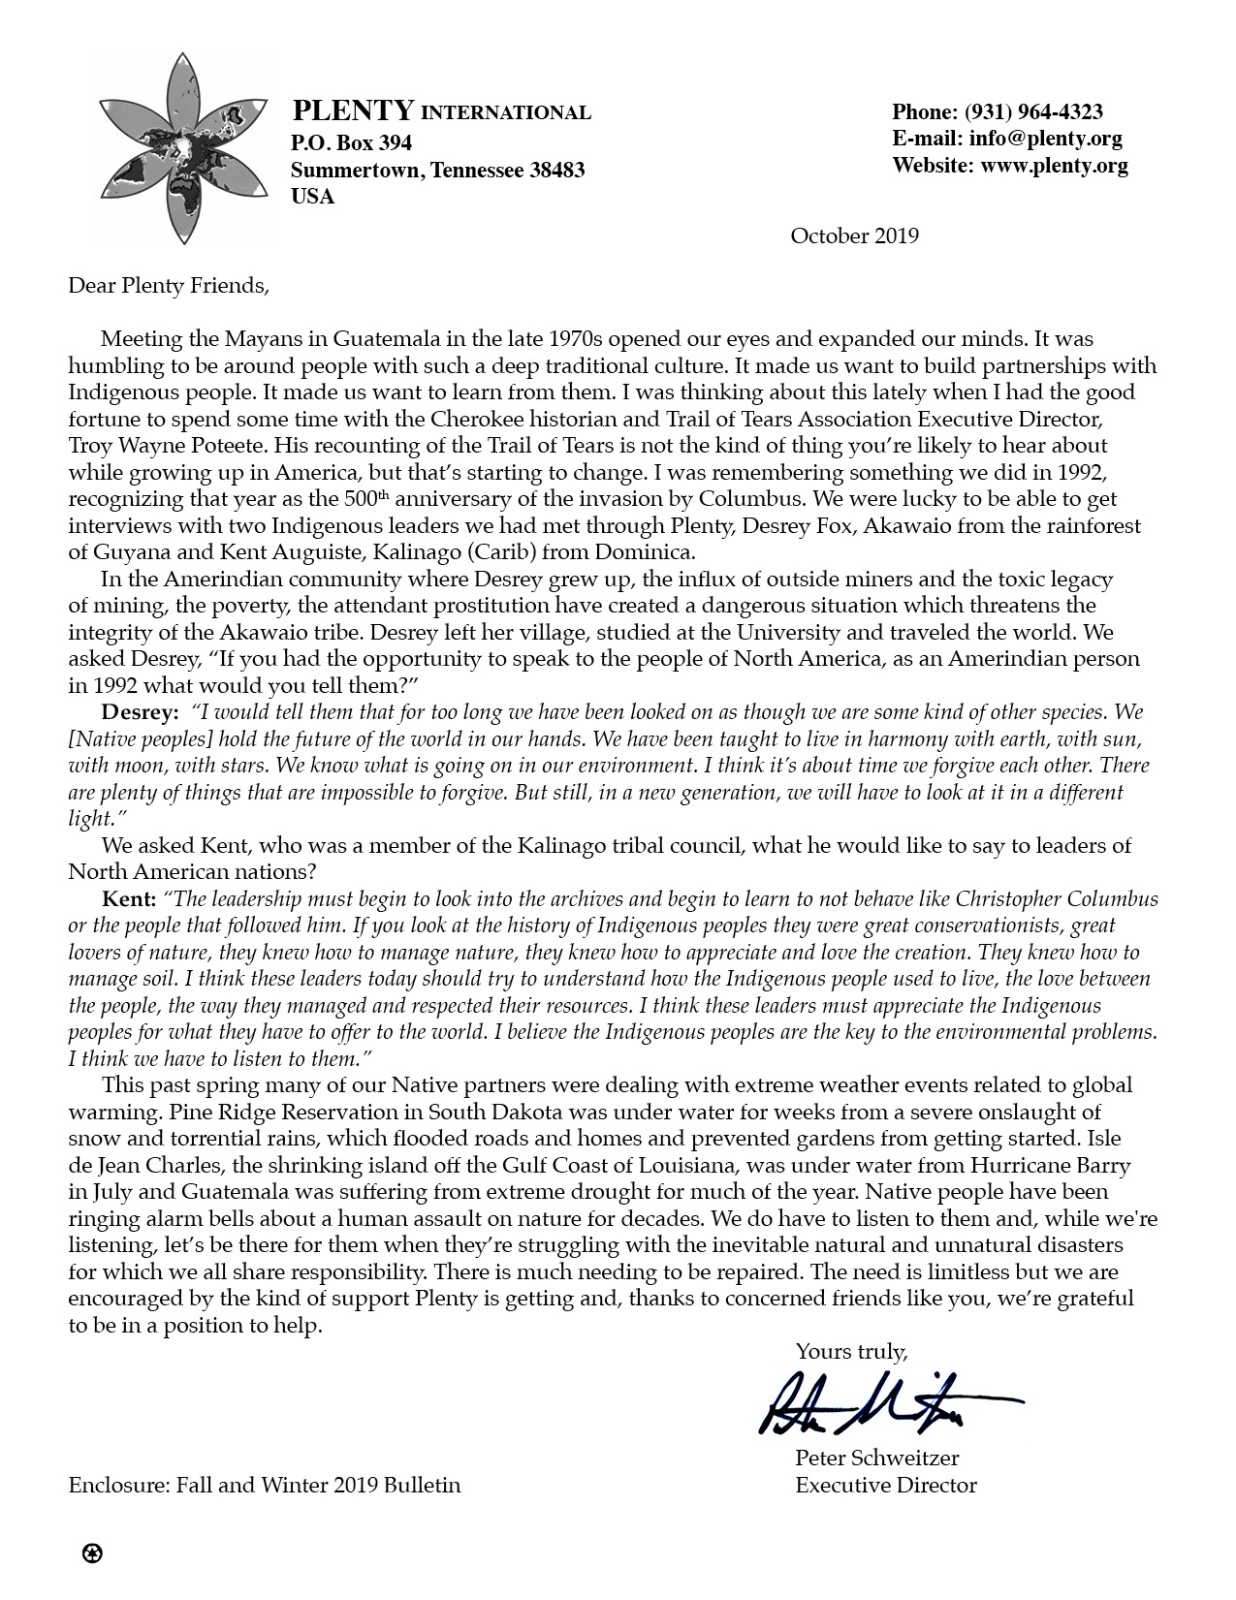 PLENTY INTERNATIONAL
P.O. Box 394
Summertown, Tennessee 38483
USA
Phone: (931) 964-4323
E-mail: info@plenty.org
Website: www.plenty.org
October 2019
Dear Plenty Friends,
Meeting the Mayans in Guatemala in the late 1970s opened our eyes and expanded our minds. It was
humbling to be around people with such a deep traditional culture. It made us want to build partnerships with
Indigenous people. It made us want to learn from them. I was thinking about this lately when I had the good
fortune to spend some time with the Cherokee historian and Trail of Tears Association Executive Director,
Troy Wayne Poteete. His recounting of the Trail of Tears is not the kind of thing you’re likely to hear about
while growing up in America, but that’s starting to change. I was remembering something we did in 1992,
recognizing that year as the 500th anniversary of the invasion by Columbus. We were lucky to be able to get
interviews with two Indigenous leaders we had met through Plenty, Desrey Fox, Akawaio from the rainforest
of Guyana and Kent Auguiste, Kalinago (Carib) from Dominica.
In the Amerindian community where Desrey grew up, the influx of outside miners and the toxic legacy
of mining, the poverty, the attendant prostitution have created a dangerous situation which threatens the
integrity of the Akawaio tribe. Desrey left her village, studied at the University and traveled the world. We
asked Desrey, “If you had the opportunity to speak to the people of North America, as an Amerindian person
in 1992 what would you tell them?”
Desrey: “I would tell them that for too long we have been looked on as though we are some kind of other species. We
[Native peoples] hold the future of the world in our hands. We have been taught to live in harmony with earth, with sun,
with moon, with stars. We know what is going on in our environment. I think it’s about time we forgive each other. There
are plenty of things that are impossible to forgive. But still, in a new generation, we will have to look at it in a different
light.”
We asked Kent, who was a member of the Kalinago tribal council, what he would like to say to leaders of
North American nations?
Kent: “The leadership must begin to look into the archives and begin to learn to not behave like Christopher Columbus
or the people that followed him. If you look at the history of Indigenous peoples they were great conservationists, great
lovers of nature, they knew how to manage nature, they knew how to appreciate and love the creation. They knew how to
manage soil. I think these leaders today should try to understand how the Indigenous people used to live, the love between
the people, the way they managed and respected their resources. I think these leaders must appreciate the Indigenous
peoples for what they have to offer to the world. I believe the Indigenous peoples are the key to the environmental problems.
I think we have to listen to them.”
This past spring many of our Native partners were dealing with extreme weather events related to global
warming. Pine Ridge Reservation in South Dakota was under water for weeks from a severe onslaught of
snow and torrential rains, which flooded roads and homes and prevented gardens from getting started. Isle
de Jean Charles, the shrinking island off the Gulf Coast of Louisiana, was under water from Hurricane Barry
in July and Guatemala was suffering from extreme drought for much of the year. Native people have been
ringing alarm bells about a human assault on nature for decades. We do have to listen to them and, while we're
listening, let’s be there for them when they’re struggling with the inevitable natural and unnatural disasters
for which we all share responsibility. There is much needing to be repaired. The need is limitless but we are
encouraged by the kind of support Plenty is getting and, thanks to concerned friends like you, we’re grateful
to be in a position to help.
Yours truly,
Peter Schweitzer
Executive Director
Enclosure: Fall and Winter 2019 Bulletin